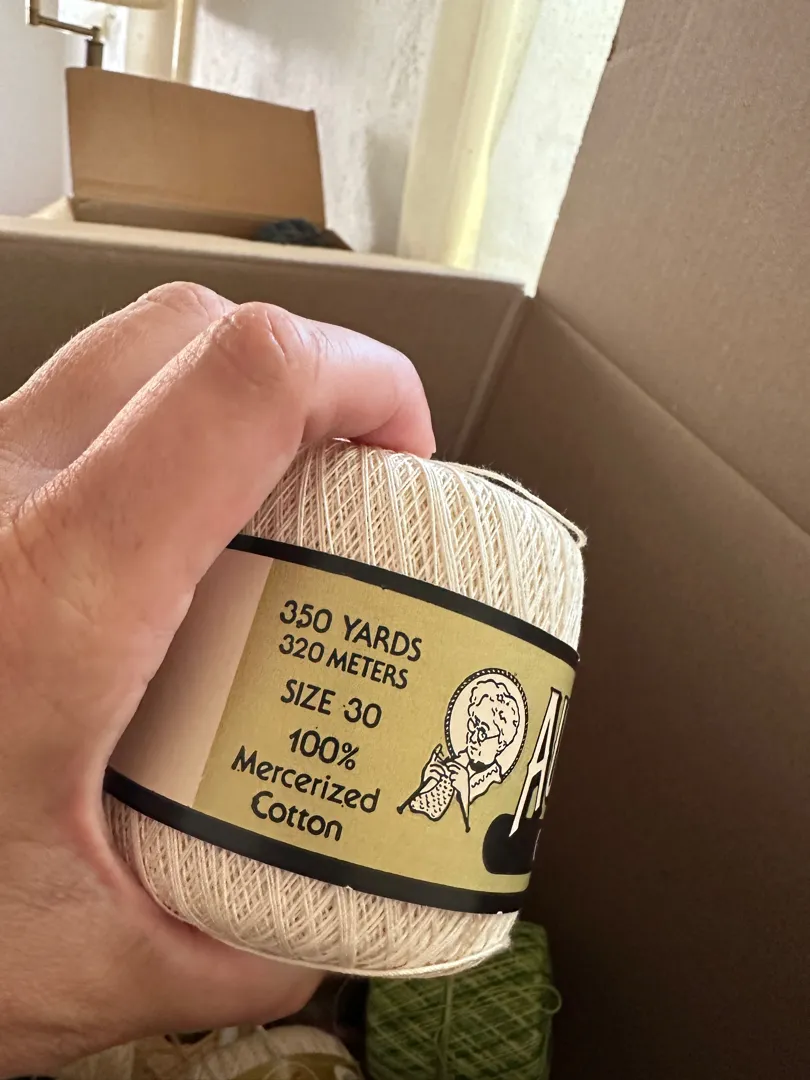 350 YARDS
320 METERS
SIZE 30
100%
Mercerized
Cotton